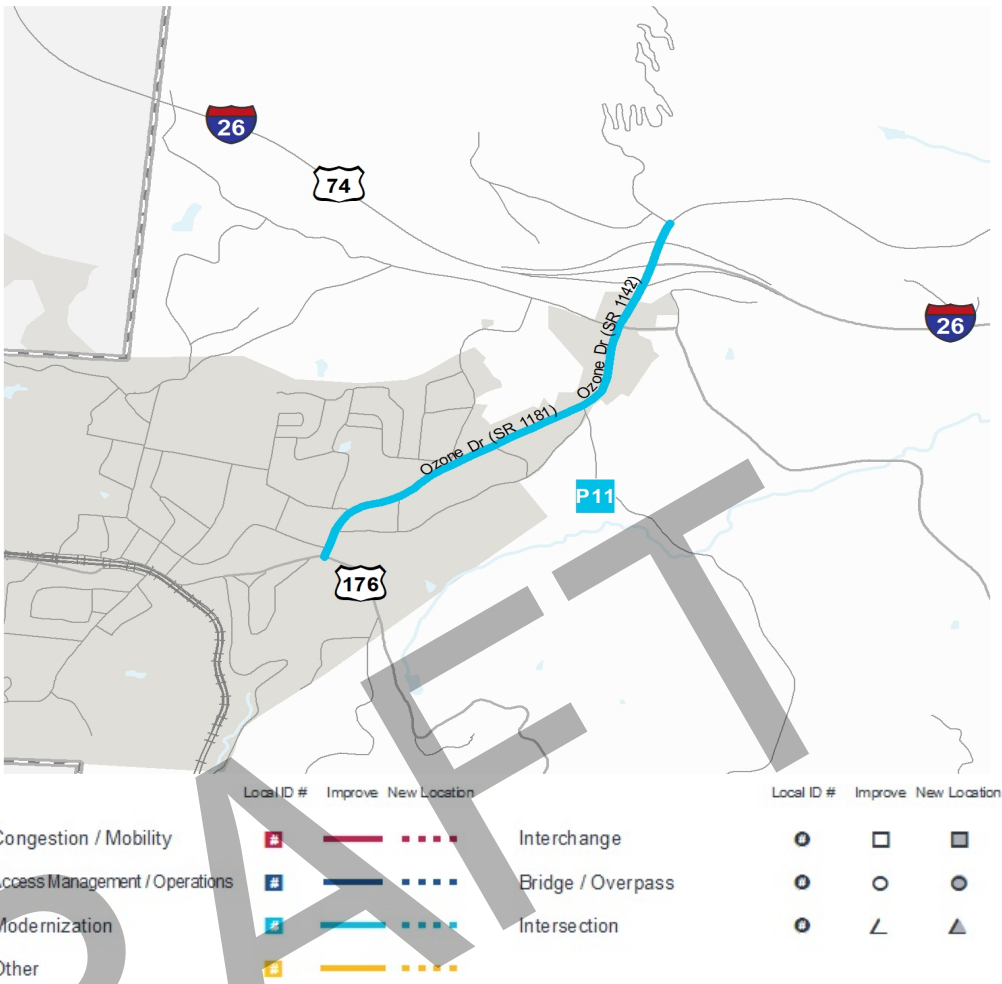 26
74
26
Ozone Dr (SR 1142)
Ozone Dr (SR 1181)
P11
176
DRAFT
Local ID # Improve New Location
Local ID # Improve New Location
Congestion / Mobility #
Interchange #
Access Management / Operations #
Bridge / Overpass #
Modernization #
Intersection #
Other #